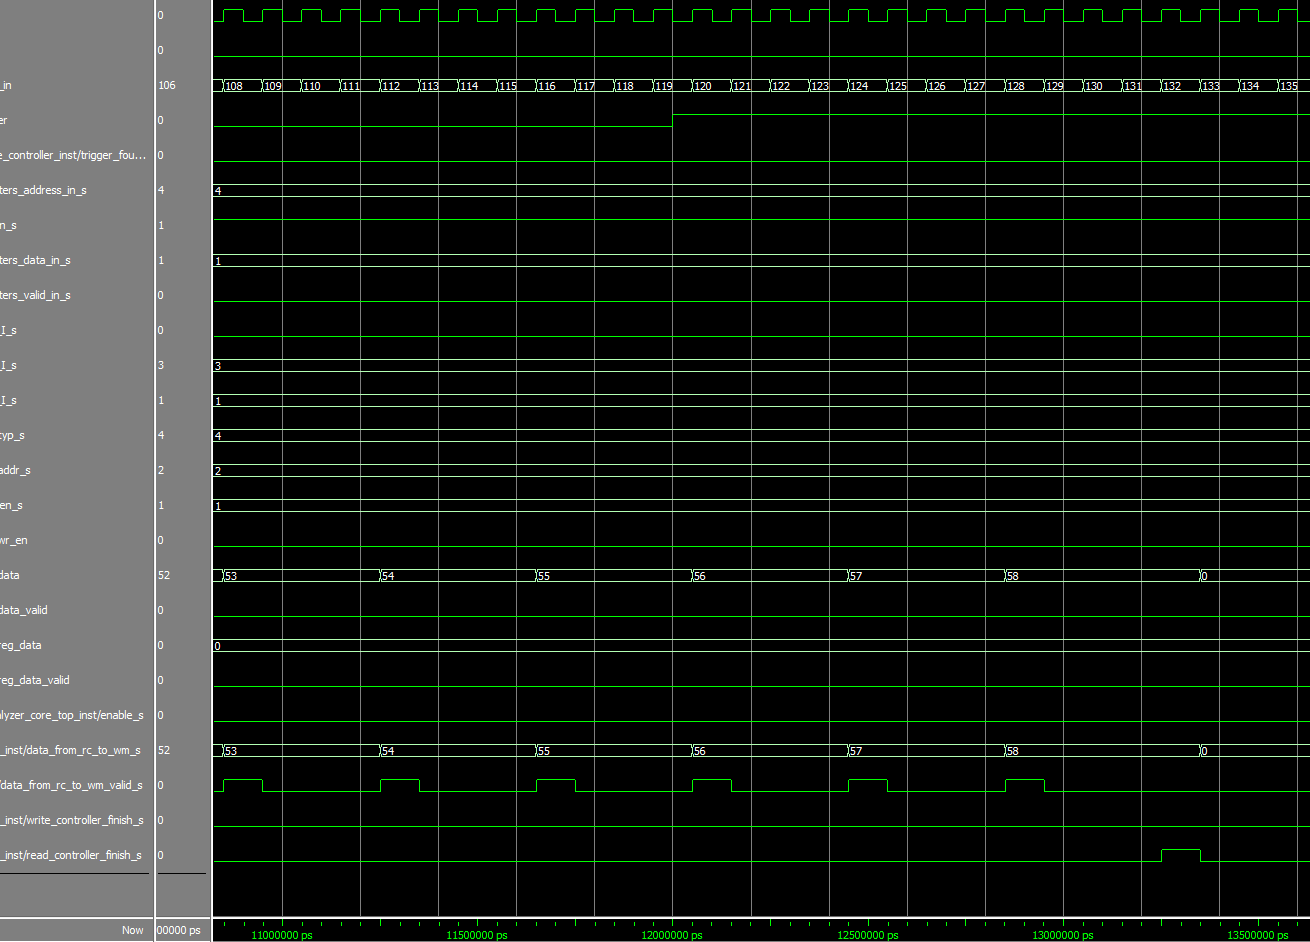 0
0
_in 106 108 109 110 111 112 113 114 115 116 117 118 119 120 121 122 123 124 125 126 127 128 129 130 131 132 133 134 135
er 0
e_controller_inst/trigger_fou... 0
ters_address_in_s 4 4
n_s 1
ters_data_in_s 1 1
ters_valid_in_s 0
_I_s 0
_I_s 3 3
_I_s 1 1
typ_s 4 4
addr_s 2 2
en_s 1 1
wr_en 0
data 52 53 54 55 56 57 58 0
data_valid 0
reg_data 0 0
reg_data_valid 0
alyzer_core_top_inst/enable_s 0
_inst/data_from_rc_to_wm_s 52 53 54 55 56 57 58 0
/data_from_rc_to_wm_valid_s 0
_inst/write_controller_finish_s 0
_inst/read_controller_finish_s 0
Now 00000 ps 11000000 ps 11500000 ps 12000000 ps 12500000 ps 13000000 ps 13500000 ps